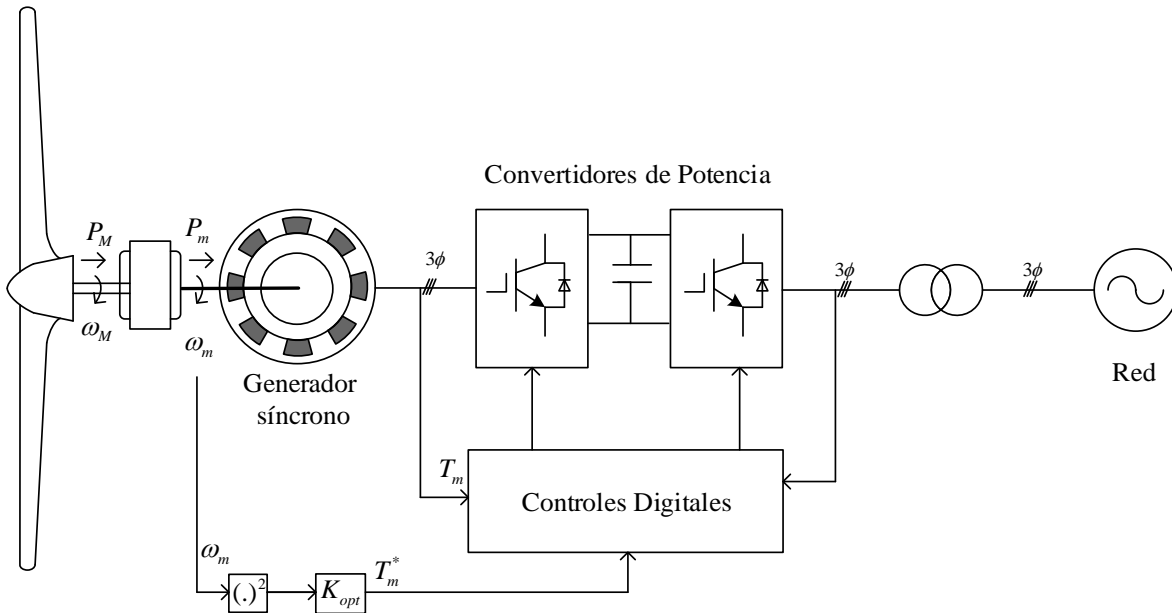 Convertidores de Potencia
P_M
P_m
ω_M
ω_m
3ϕ
3ϕ
3ϕ
Generador
síncrono
Red
T_m
Controles Digitales
ω_m
(.)²
K_opt
T_m^*